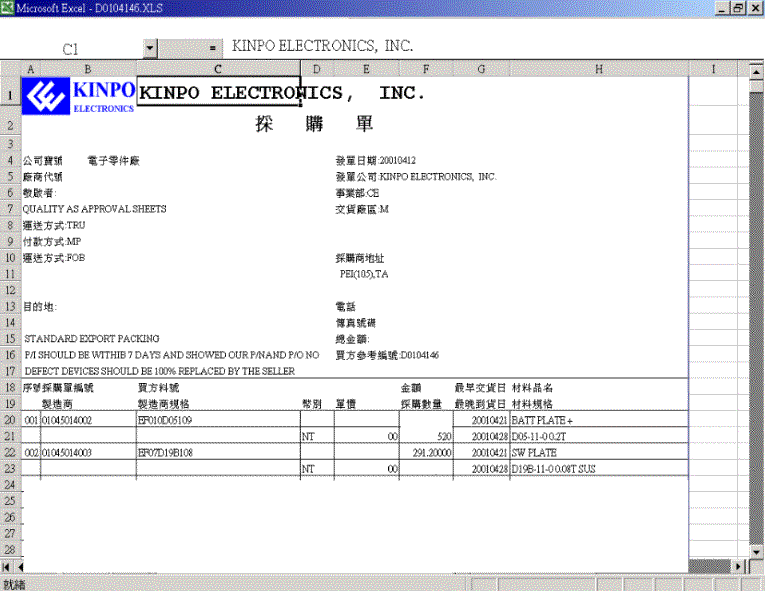 Microsoft Excel - D0104146.XLS
C1 = KINPO ELECTRONICS, INC.
A B C D E F G H I
1 KINPO ELECTRONICS KINPO ELECTRONICS, INC.
2 採 購 單
3
4 公司寶號 電子零件廠 發單日期:20010412
5 廠商代號 發單公司:KINPO ELECTRONICS, INC.
6 敬啟者: 事業部:CE
7 QUALITY AS APPROVAL SHEETS 交貨廠區:M
8 運送方式:TRU
9 付款方式:MP
10 運送方式:FOB 採購商地址
11 PEI(105),TA
12
13 目的地: 電話
14 傳真號碼
15 STANDARD EXPORT PACKING 總金額:
16 P/I SHOULD BE WITHIB 7 DAYS AND SHOWED OUR P/NAND P/O NO 買方參考編號:D0104146
17 DEFECT DEVICES SHOULD BE 100% REPLACED BY THE SELLER
18 序號採購單編號 買方料號 金額 最早交貨日 材料品名
19 製造商 製造商規格 幣別 單價 採購數量 最晚到貨日 材料規格
20 001 01045014002 EF010D05109 20010421 BATT PLATE +
21 NT 00 520 20010428 D05-11-0 0.2T
22 002 01045014003 EF07D19B108 291.20000 20010421 SW PLATE
23 NT 00 20010428 D19B-11-0 0.08T SUS
24
25
26
27
28
就緒